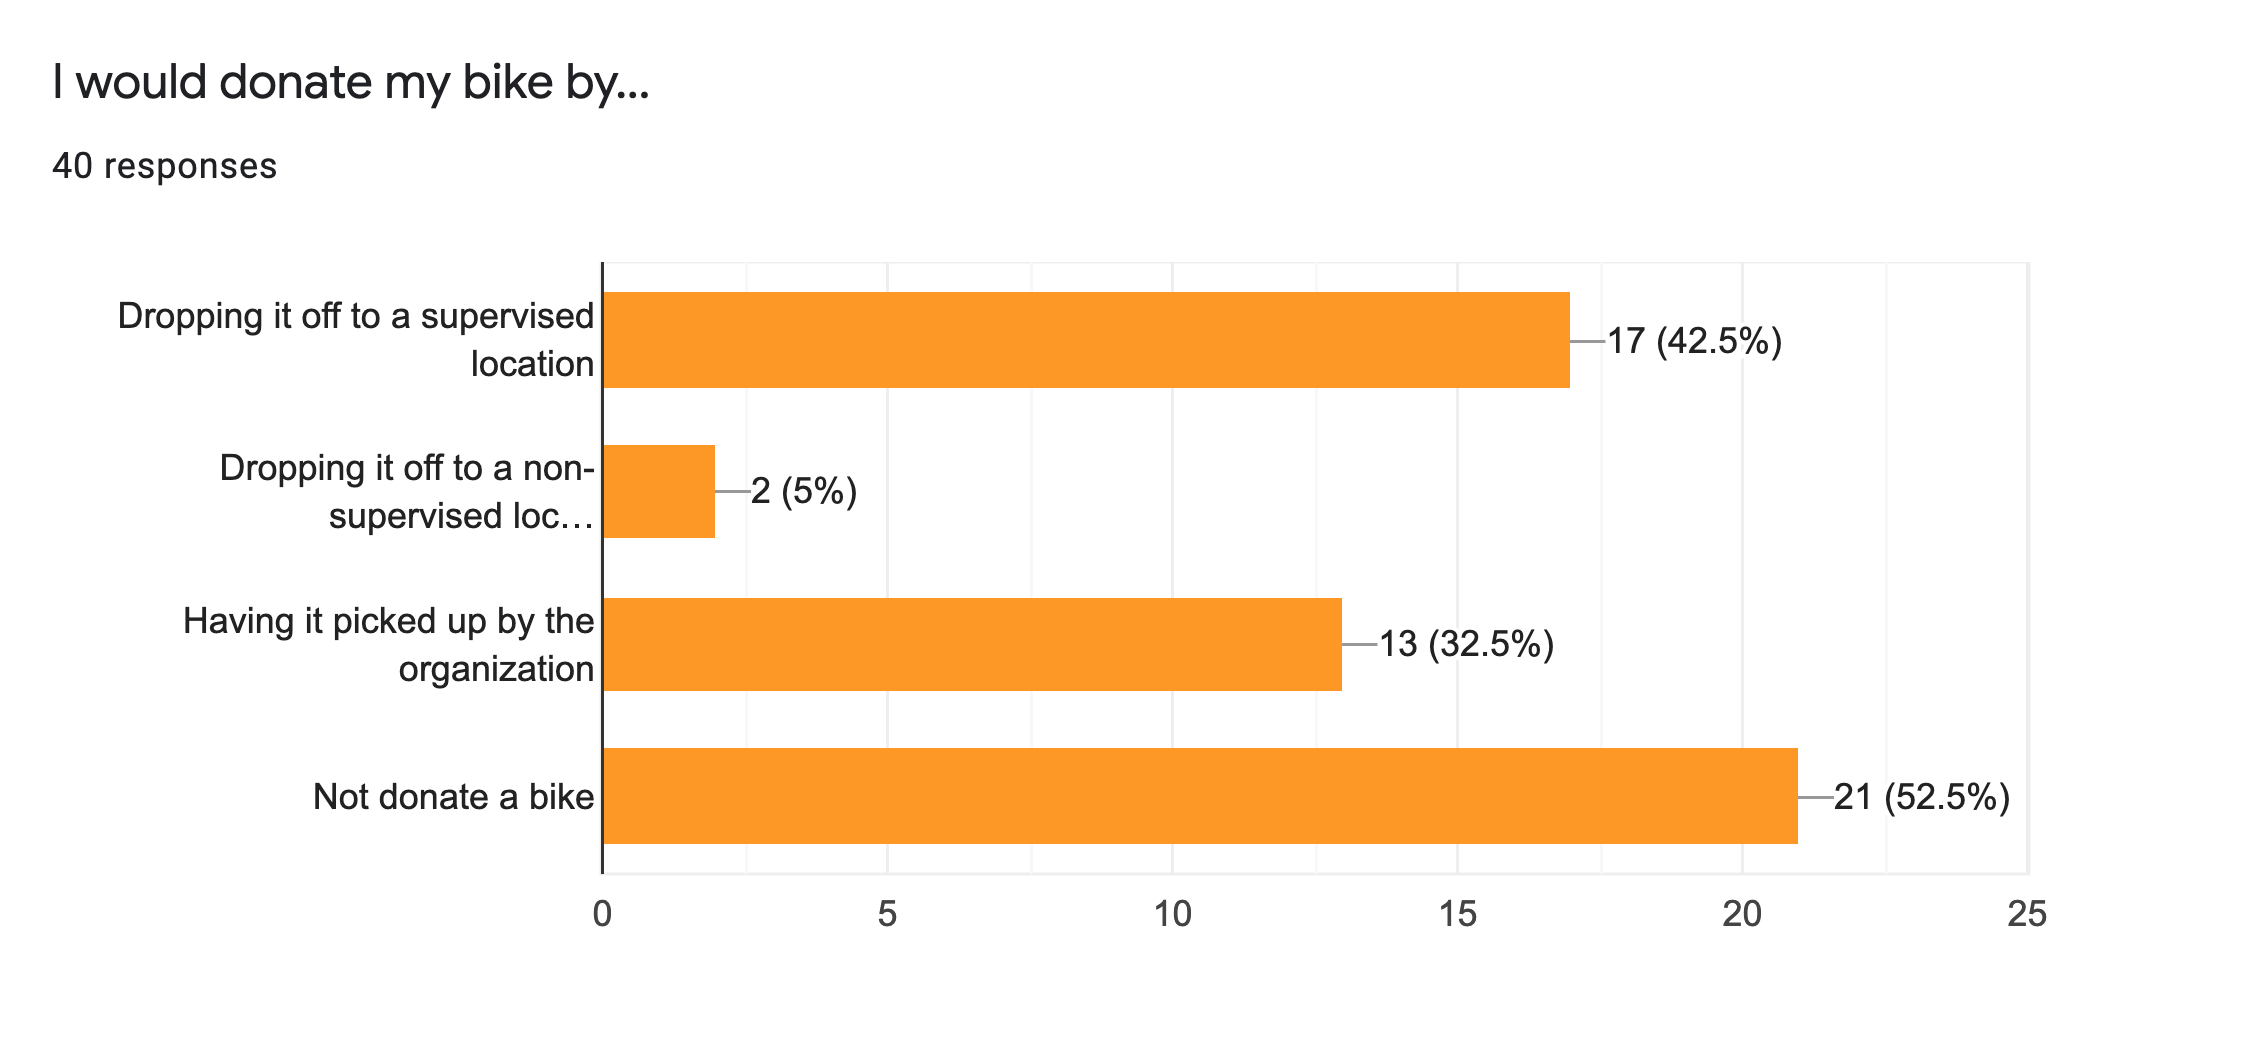 I would donate my bike by...
40 responses
Dropping it off to a supervised
location
17 (42.5%)
Dropping it off to a non-
supervised loc…
2 (5%)
Having it picked up by the
organization
13 (32.5%)
Not donate a bike
21 (52.5%)
0 5 10 15 20 25